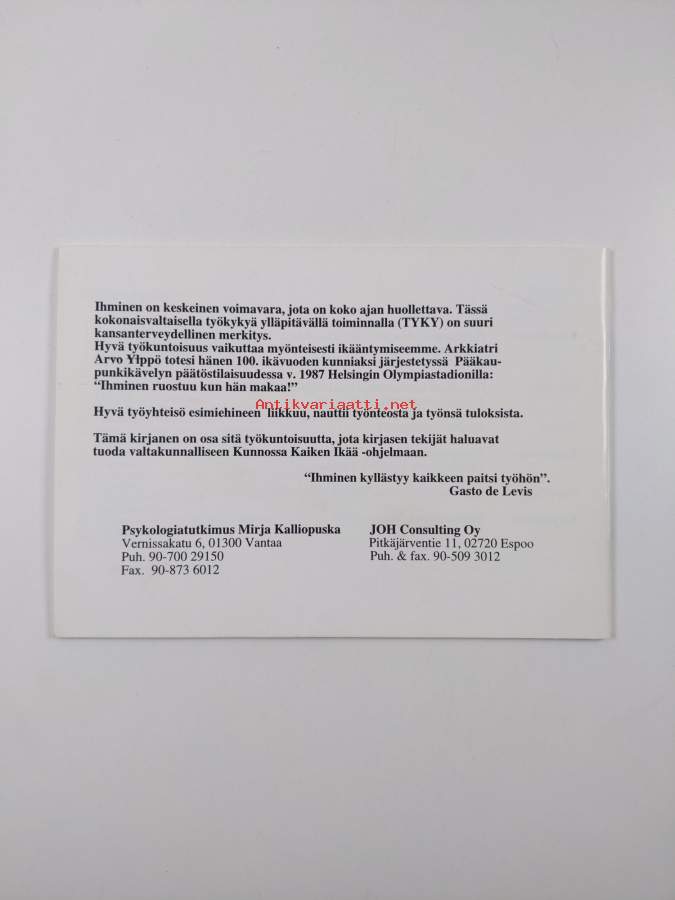 Ihminen on keskeinen voimavara, jota on koko ajan huollettava. Tässä
kokonaisvaltaisella työkykyä ylläpitävällä toiminnalla (TYKY) on suuri
kansanterveydellinen merkitys.
Hyvä työkuntoisuus vaikuttaa myönteisesti ikääntymiseemme. Arkkiatri
Arvo Ylppö totesi hänen 100. ikävuoden kunniaksi järjestetyssä Pääkau-
punkikävelyn päätöstilaisuudessa v. 1987 Helsingin Olympiastadionilla:
“Ihminen ruostuu kun hän makaa!”
Antikvariaatti.net
Hyvä työyhteisö esimiehineen liikkuu, nauttii työnteosta ja työnsä tuloksista.
Tämä kirjanen on osa sitä työkuntoisuutta, jota kirjasen tekijät haluavat
tuoda valtakunnalliseen Kunnossa Kaiken Ikää -ohjelmaan.
“Ihminen kyllästyy kaikkeen paitsi työhön”.
Gasto de Levis
Psykologiatutkimus Mirja Kalliopuska
Vernissakatu 6, 01300 Vantaa
Puh. 90-700 29150
Fax. 90-873 6012
JOH Consulting Oy
Pitkäjärventie 11, 02720 Espoo
Puh. & fax. 90-509 3012